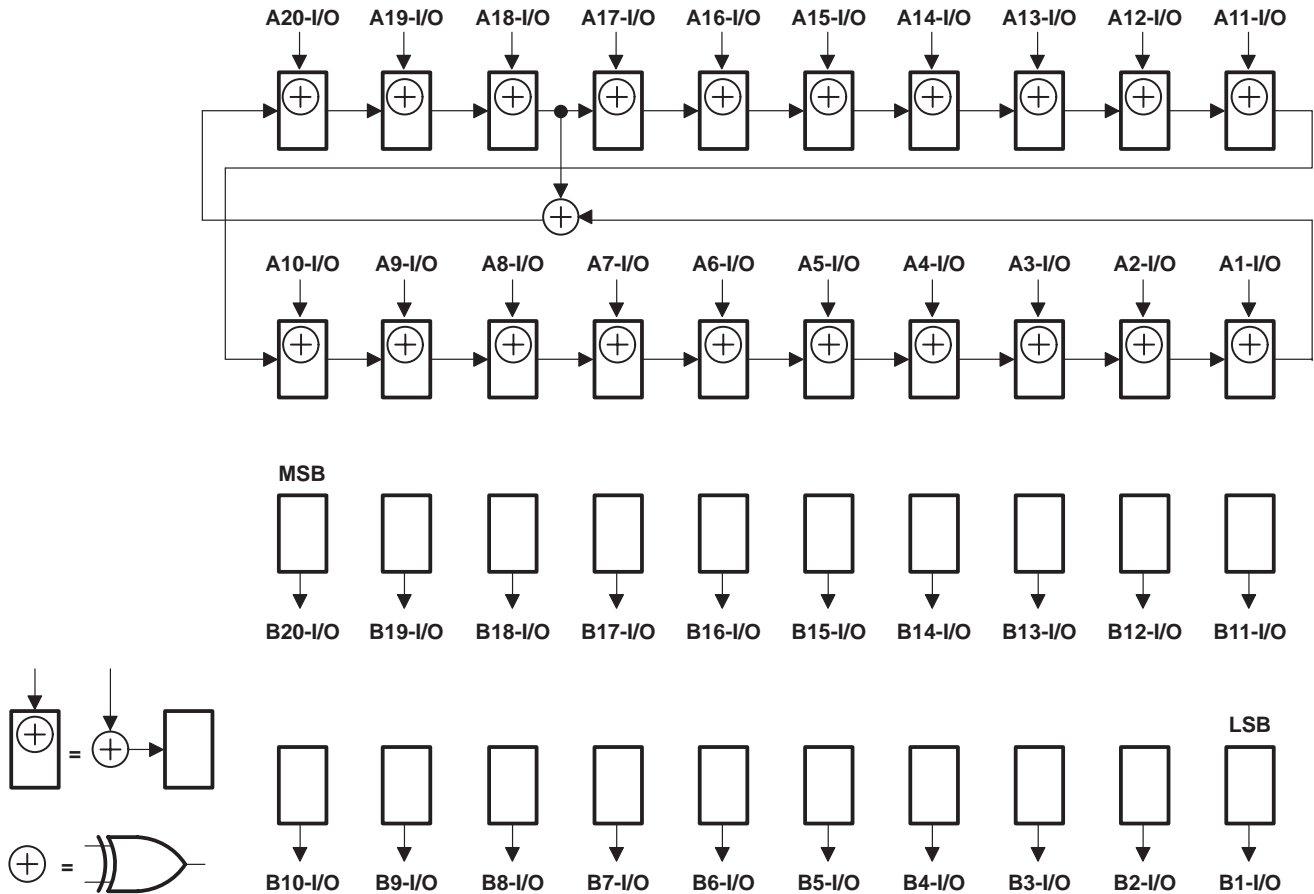 A20-I/O A19-I/O A18-I/O A17-I/O A16-I/O A15-I/O A14-I/O A13-I/O A12-I/O A11-I/O
A10-I/O A9-I/O A8-I/O A7-I/O A6-I/O A5-I/O A4-I/O A3-I/O A2-I/O A1-I/O
MSB
B20-I/O B19-I/O B18-I/O B17-I/O B16-I/O B15-I/O B14-I/O B13-I/O B12-I/O B11-I/O
LSB
=
=
B10-I/O B9-I/O B8-I/O B7-I/O B6-I/O B5-I/O B4-I/O B3-I/O B2-I/O B1-I/O